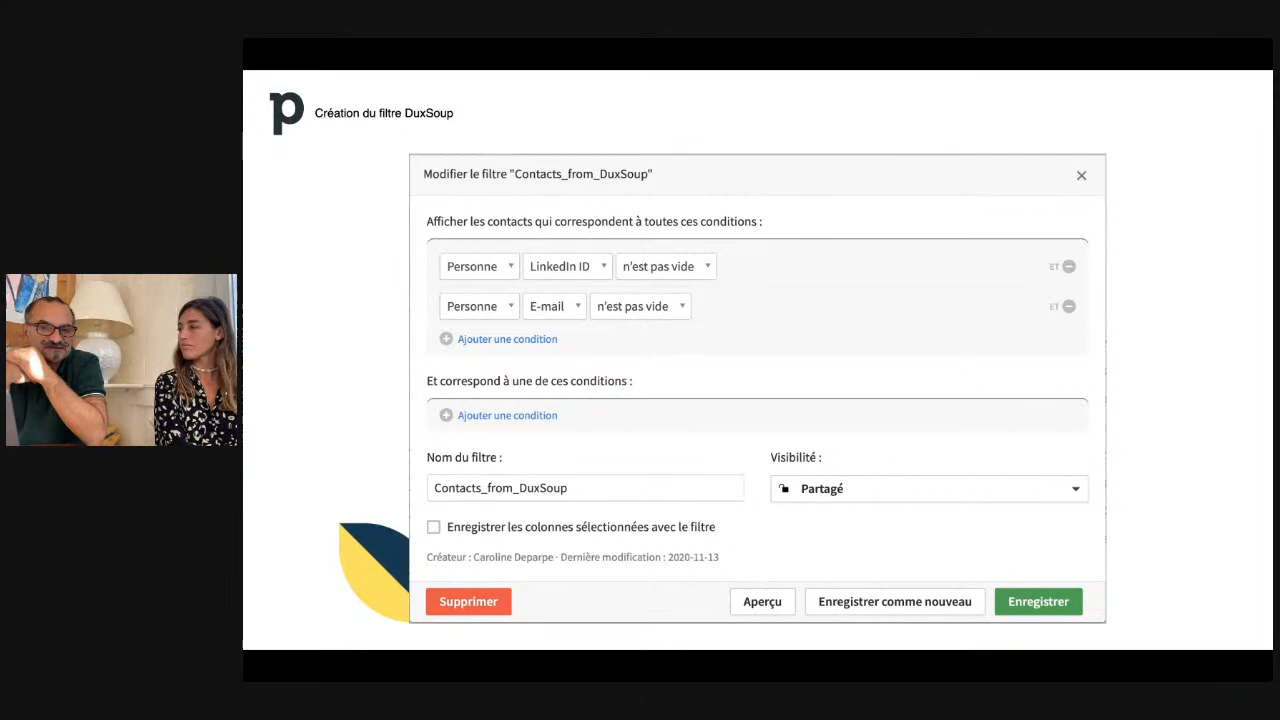 p Création du filtre DuxSoup
Modifier le filtre "Contacts_from_DuxSoup"
Afficher les contacts qui correspondent à toutes ces conditions :
Personne LinkedIn ID n'est pas vide ET
Personne E-mail n'est pas vide ET
Ajouter une condition
Et correspond à une de ces conditions :
Ajouter une condition
Nom du filtre : Visibilité :
Contacts_from_DuxSoup Partagé
Enregistrer les colonnes sélectionnées avec le filtre
Créateur : Caroline Deparpe · Dernière modification : 2020-11-13
Supprimer Aperçu Enregistrer comme nouveau Enregistrer